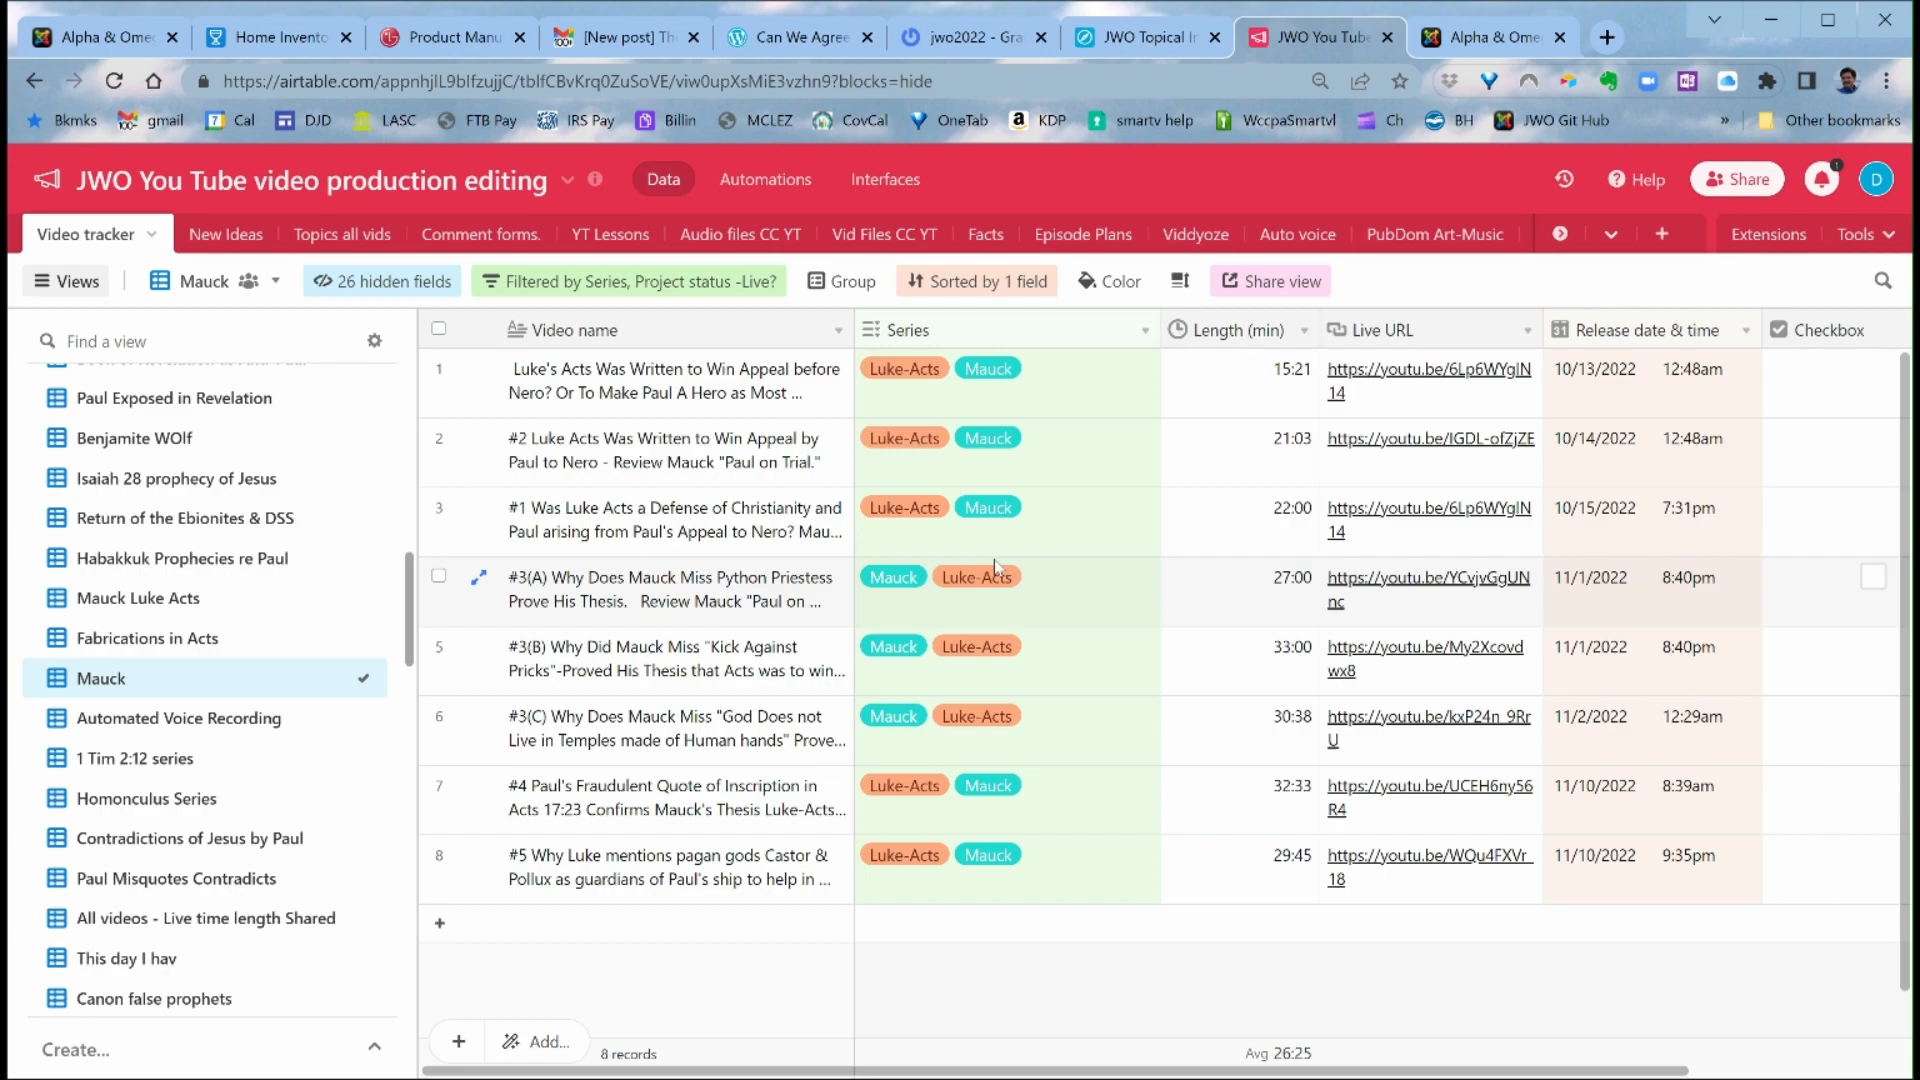 Alpha & Ome
Home Invento
Product Manu
[New post] Th
Can We Agree
jwo2022 - Gra
JWO Topical I
JWO You Tube
Alpha & Ome
https://airtable.com/appnhjlL9blfzujjC/tblfCBvKrq0ZuSoVE/viw0upXsMiE3vzhn9?blocks=hide
Bkmks gmail Cal DJD LASC FTB Pay IRS Pay Billin MCLEZ CovCal OneTab KDP smartv help WccpaSmartvl Ch BH JWO Git Hub » Other bookmarks
JWO You Tube video production editing
Data Automations Interfaces Help Share 1 D
Video tracker New Ideas Topics all vids Comment forms. YT Lessons Audio files CC YT Vid Files CC YT Facts Episode Plans Viddyoze Auto voice PubDom Art-Music Extensions Tools
Views Mauck 26 hidden fields Filtered by Series, Project status -Live? Group Sorted by 1 field Color Share view
Find a view
Paul Exposed in Revelation
Benjamite WOlf
Isaiah 28 prophecy of Jesus
Return of the Ebionites & DSS
Habakkuk Prophecies re Paul
Mauck Luke Acts
Fabrications in Acts
Mauck
Automated Voice Recording
1 Tim 2:12 series
Homonculus Series
Contradictions of Jesus by Paul
Paul Misquotes Contradicts
All videos - Live time length Shared
This day I hav
Canon false prophets
Create...
Video name Series Length (min) Live URL Release date & time Checkbox
1 Luke's Acts Was Written to Win Appeal before Luke-Acts Mauck 15:21 https://youtu.be/6Lp6WYglN 10/13/2022 12:48am
Nero? Or To Make Paul A Hero as Most ... 14
2 #2 Luke Acts Was Written to Win Appeal by Luke-Acts Mauck 21:03 https://youtu.be/IGDL-ofZjZE 10/14/2022 12:48am
Paul to Nero - Review Mauck "Paul on Trial."
3 #1 Was Luke Acts a Defense of Christianity and Luke-Acts Mauck 22:00 https://youtu.be/6Lp6WYglN 10/15/2022 7:31pm
Paul arising from Paul's Appeal to Nero? Mau... 14
#3(A) Why Does Mauck Miss Python Priestess Mauck Luke-Acts 27:00 https://youtu.be/YCvjvGgUN 11/1/2022 8:40pm
Prove His Thesis. Review Mauck "Paul on ... nc
5 #3(B) Why Did Mauck Miss "Kick Against Mauck Luke-Acts 33:00 https://youtu.be/My2Xcovd 11/1/2022 8:40pm
Pricks"-Proved His Thesis that Acts was to win... wx8
6 #3(C) Why Does Mauck Miss "God Does not Mauck Luke-Acts 30:38 https://youtu.be/kxP24n_9Rr 11/2/2022 12:29am
Live in Temples made of Human hands" Prove... U
7 #4 Paul's Fraudulent Quote of Inscription in Luke-Acts Mauck 32:33 https://youtu.be/UCEH6ny56 11/10/2022 8:39am
Acts 17:23 Confirms Mauck's Thesis Luke-Acts... R4
8 #5 Why Luke mentions pagan gods Castor & Luke-Acts Mauck 29:45 https://youtu.be/WQu4FXVr_ 11/10/2022 9:35pm
Pollux as guardians of Paul's ship to help in ... 18
Add...
8 records
Avg 26:25